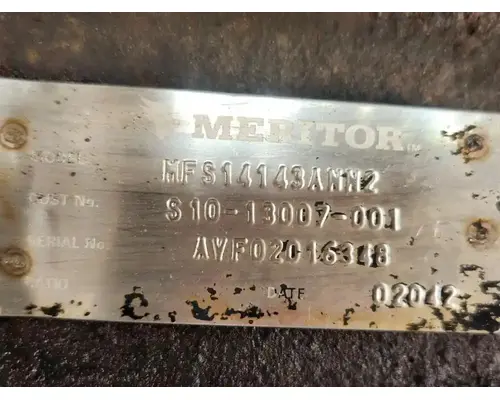 MERITOR
MODEL MFS14143ANN2
CUST No. S10-13007-001
SERIAL No. AVF02016348
RATIO DATE 02042